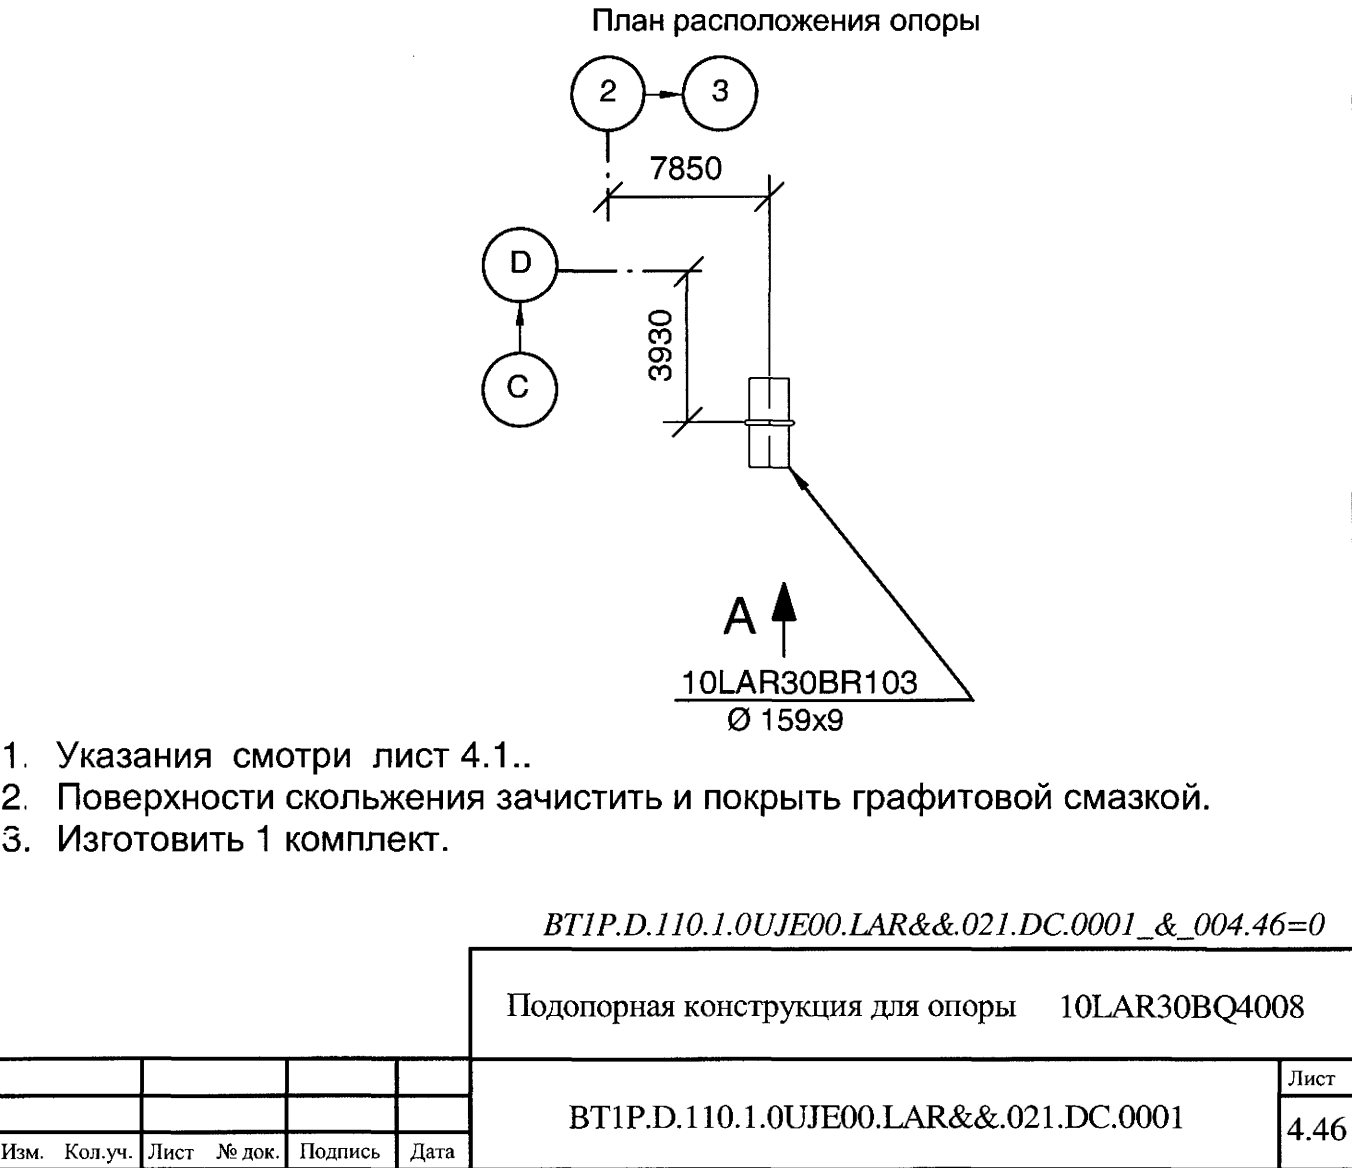 План расположения опоры
2 3
7850
D
3930
C
A
10LAR30BR103
Ø 159x9
1. Указания смотри лист 4.1..
2. Поверхности скольжения зачистить и покрыть графитовой смазкой.
3. Изготовить 1 комплект.
BT1P.D.110.1.0UJE00.LAR&&.021.DC.0001_&_004.46=0
Подопорная конструкция для опоры 10LAR30BQ4008
Лист
BT1P.D.110.1.0UJE00.LAR&&.021.DC.0001
4.46
Изм. Кол.уч. Лист № док. Подпись Дата